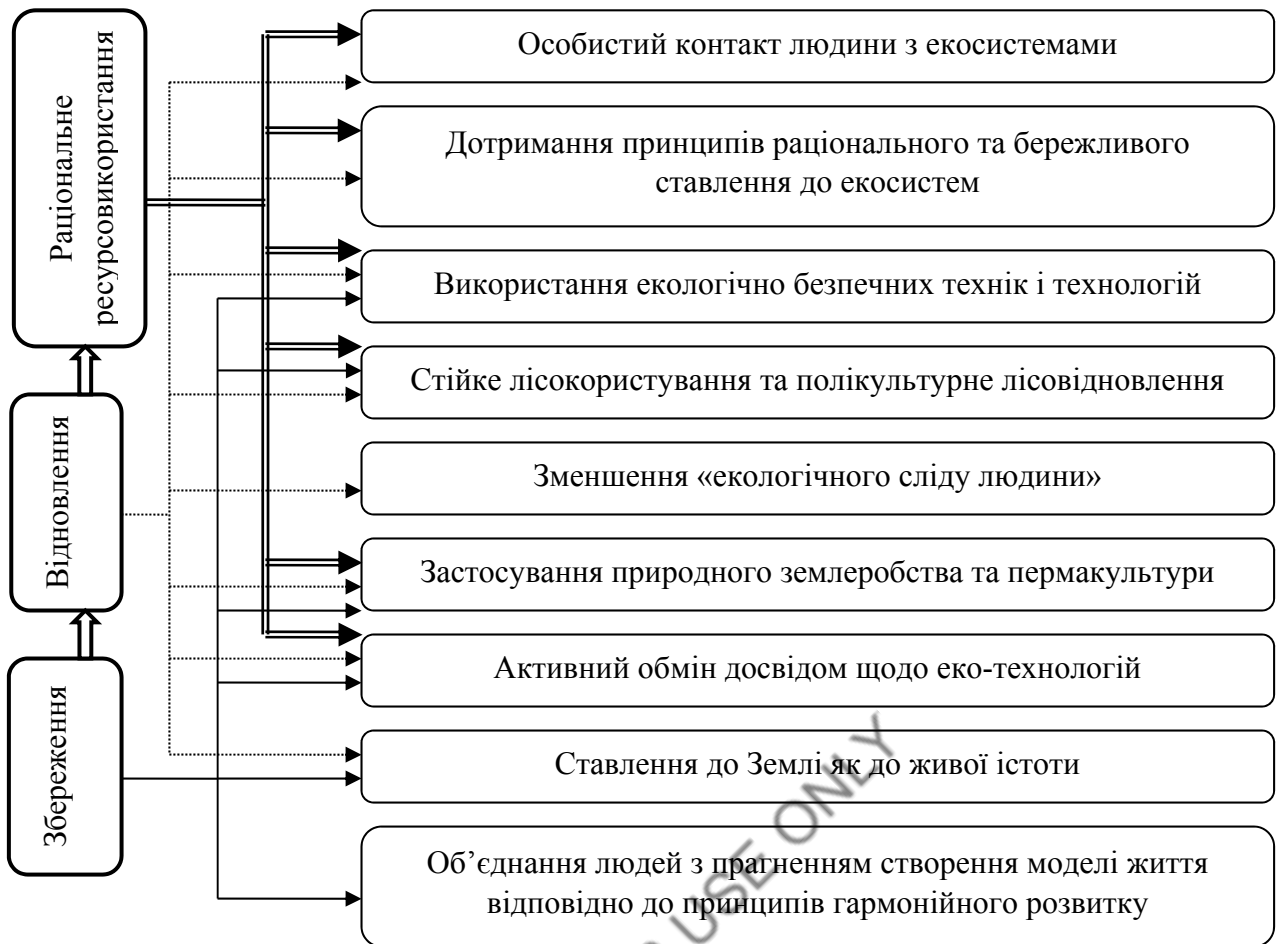 Раціональне
ресурсовикористання
Відновлення
Збереження
Особистий контакт людини з екосистемами
Дотримання принципів раціонального та бережливого
ставлення до екосистем
Використання екологічно безпечних технік і технологій
Стійке лісокористування та полікультурне лісовідновлення
Зменшення «екологічного сліду людини»
Застосування природного землеробства та пермакультури
Активний обмін досвідом щодо еко-технологій
Ставлення до Землі як до живої істоти
Об’єднання людей з прагненням створення моделі життя
відповідно до принципів гармонійного розвитку
USE ONLY